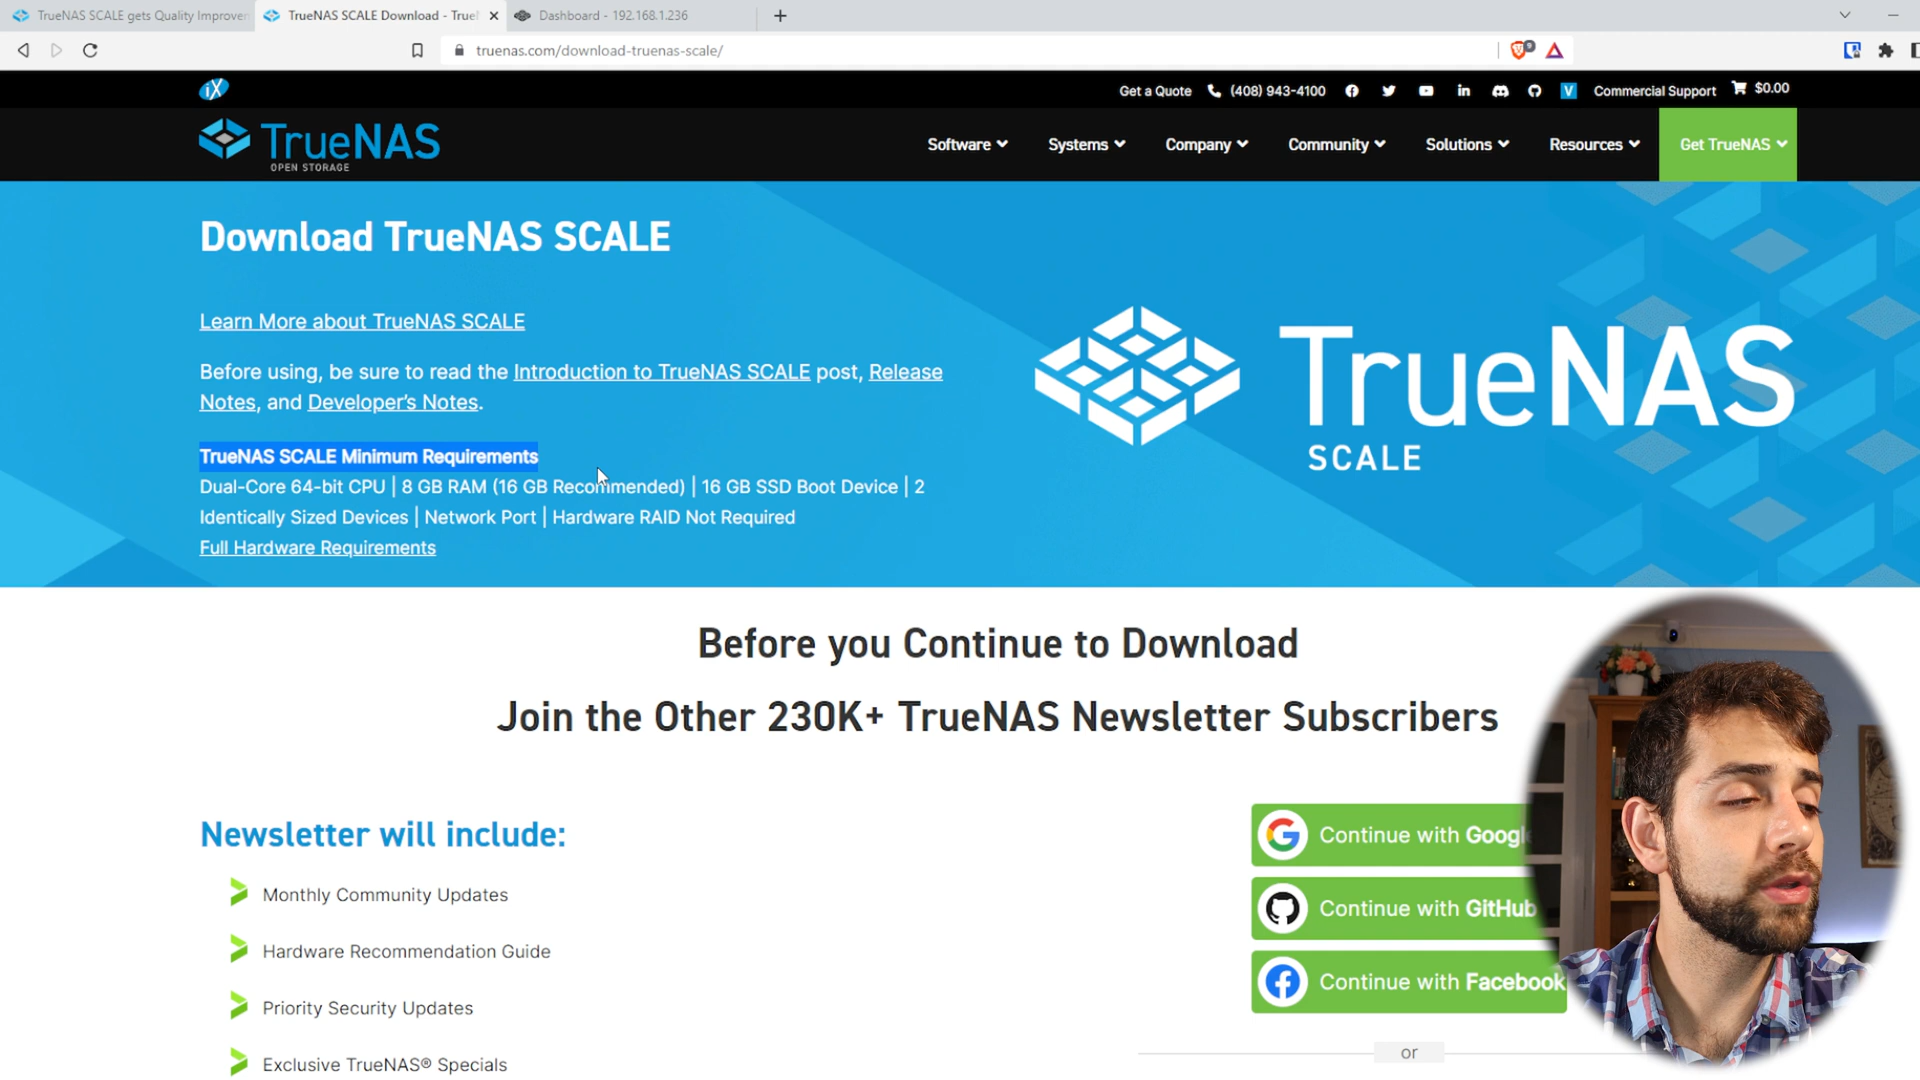 TrueNAS SCALE gets Quality Improven
TrueNAS SCALE Download - True
Dashboard - 192.168.1.236
truenas.com/download-truenas-scale/
9
iX
Get a Quote
(408) 943-4100
V
Commercial Support
$0.00
TrueNAS
OPEN STORAGE
Software
Systems
Company
Community
Solutions
Resources
Get TrueNAS
Download TrueNAS SCALE
Learn More about TrueNAS SCALE
Before using, be sure to read the Introduction to TrueNAS SCALE post, Release
Notes, and Developer's Notes.
TrueNAS SCALE Minimum Requirements
Dual-Core 64-bit CPU | 8 GB RAM (16 GB Recommended) | 16 GB SSD Boot Device | 2
Identically Sized Devices | Network Port | Hardware RAID Not Required
Full Hardware Requirements
TrueNAS
SCALE
Before you Continue to Download
Join the Other 230K+ TrueNAS Newsletter Subscribers
Newsletter will include:
Monthly Community Updates
Hardware Recommendation Guide
Priority Security Updates
Exclusive TrueNAS® Specials
Continue with Google
Continue with GitHub
Continue with Facebook
or